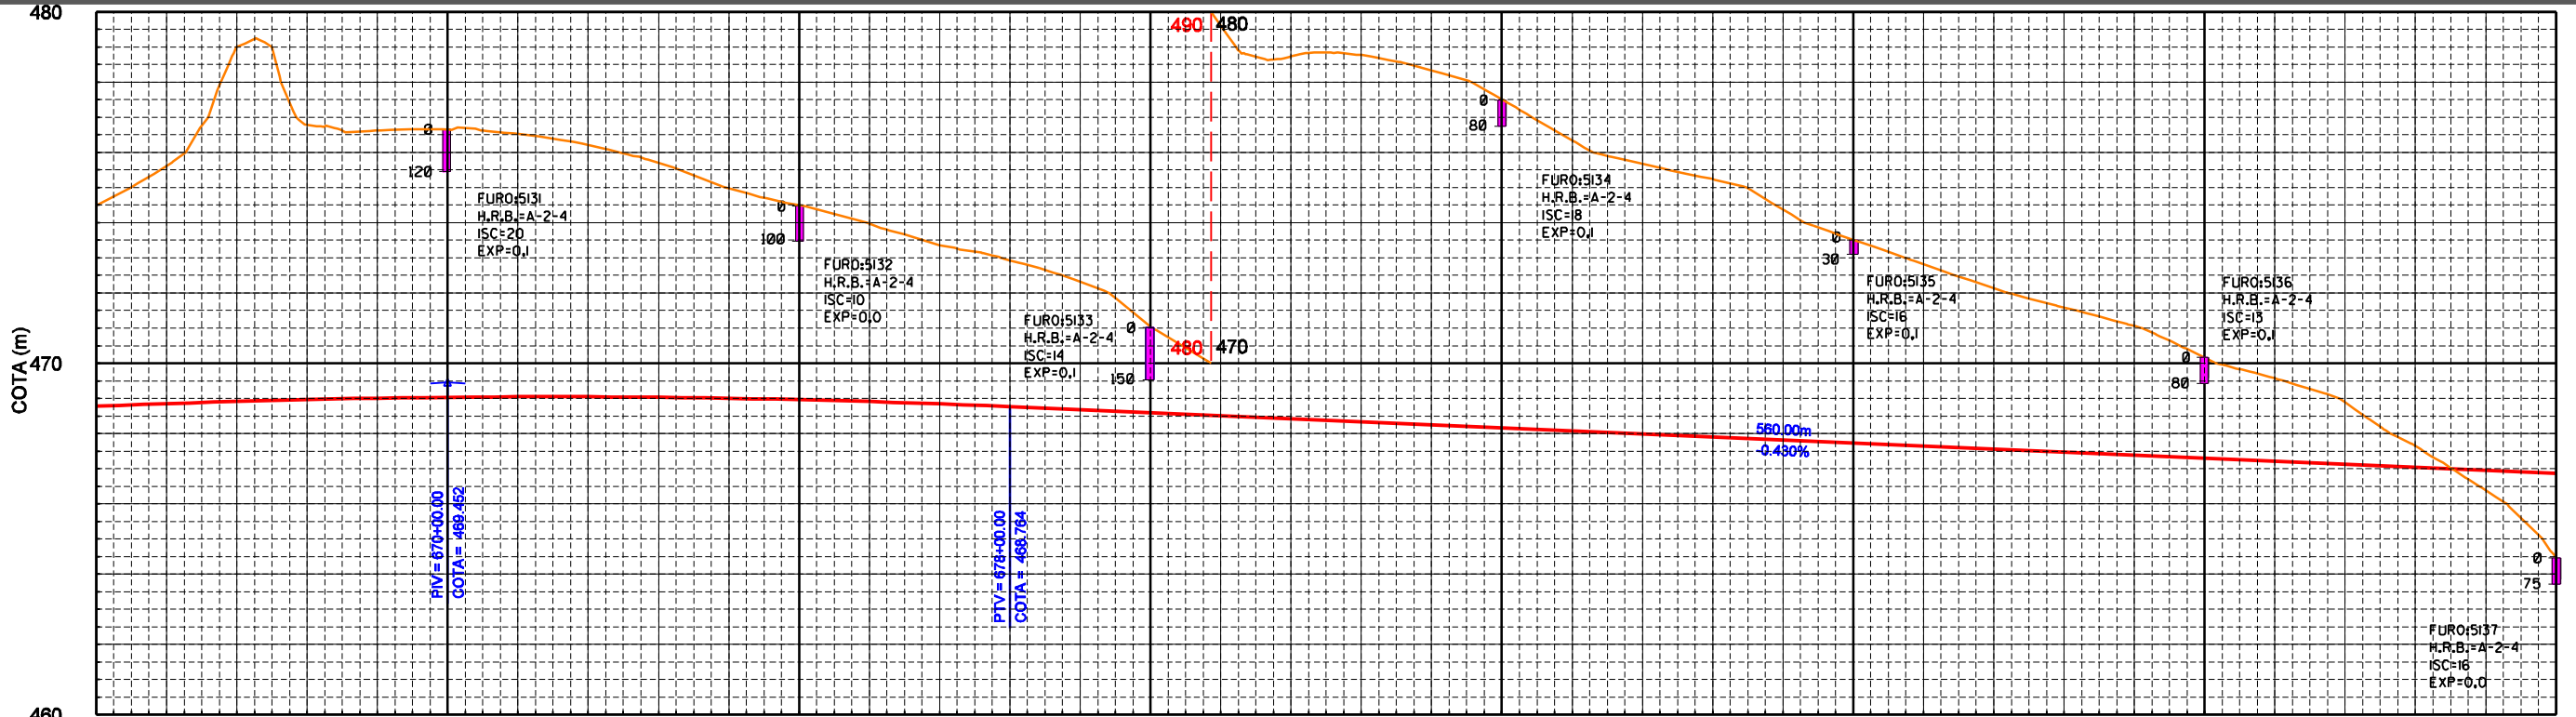 480
470
460
COTA (m)
0
120
FURO:5131
H.R.B.=A-2-4
ISC=20
EXP=0,1
PIV = 670+00.00
COTA = 469.452
0
100
FURO:5132
H.R.B.=A-2-4
ISC=10
EXP=0,0
PTV = 678+00.00
COTA = 468.764
FURO:5133
H.R.B.=A-2-4
ISC=14
EXP=0,1
0
150
490 480
480 470
0
80
FURO:5134
H.R.B.=A-2-4
ISC=18
EXP=0,1
560.00m
-0.430%
0
30
FURO:5135
H.R.B.=A-2-4
ISC=16
EXP=0,1
0
80
FURO:5136
H.R.B.=A-2-4
ISC=13
EXP=0,1
0
75
FURO:5137
H.R.B.=A-2-4
ISC=16
EXP=0,0